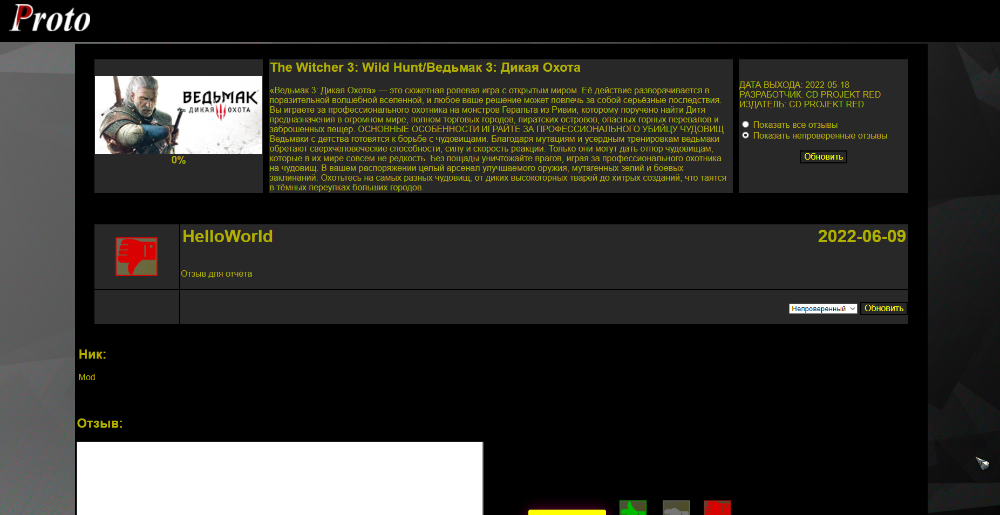 Proto
ВЕДЬМАК
ДИКАЯ ОХОТА
0%
The Witcher 3: Wild Hunt/Ведьмак 3: Дикая Охота
«Ведьмак 3: Дикая Охота» — это сюжетная ролевая игра с открытым миром. Её действие разворачивается в
поразительной волшебной вселенной, и любое ваше решение может повлечь за собой серьёзные последствия.
Вы играете за профессионального охотника на монстров Геральта из Ривии, которому поручено найти Дитя
предназначения в огромном мире, полном торговых городов, пиратских островов, опасных горных перевалов и
заброшенных пещер. ОСНОВНЫЕ ОСОБЕННОСТИ ИГРАЙТЕ ЗА ПРОФЕССИОНАЛЬНОГО УБИЙЦУ ЧУДОВИЩ
Ведьмаки с детства готовятся к борьбе с чудовищами. Благодаря мутациям и усердным тренировкам ведьмаки
обретают сверхчеловеческие способности, силу и скорость реакции. Только они могут дать отпор чудовищам,
которые в их мире совсем не редкость. Без пощады уничтожайте врагов, играя за профессионального охотника
на чудовищ. В вашем распоряжении целый арсенал улучшаемого оружия, мутагенных зелий и боевых
заклинаний. Охотьтесь на самых разных чудовищ, от диких высокогорных тварей до хитрых созданий, что таятся
в тёмных переулках больших городов.
ДАТА ВЫХОДА: 2022-05-18
РАЗРАБОТЧИК: CD PROJEKT RED
ИЗДАТЕЛЬ: CD PROJEKT RED
Показать все отзывы
Показать непроверенные отзывы
Обновить
HelloWorld
2022-06-09
Отзыв для отчёта
Непроверенный
Обновить
Ник:
Mod
Отзыв: